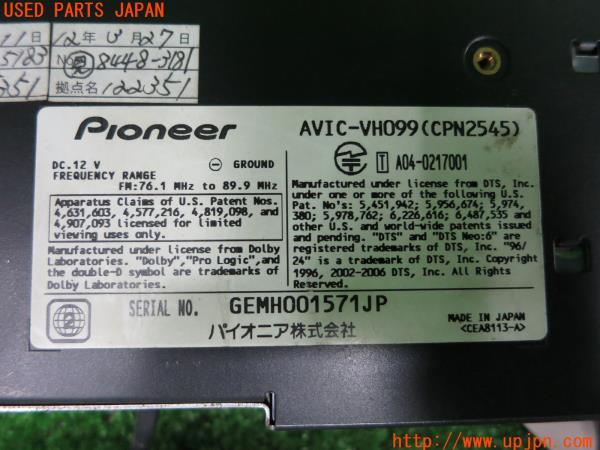 USED PARTS JAPAN
11日
12年3月27日
5983
No. 8448-3181
351
拠点名 122351
Pioneer
AVIC-VH099(CPN2545)
DC.12 V
GROUND
FREQUENCY RANGE
FM:76.1 MHz to 89.9 MHz
T A04-0217001
Apparatus Claims of U.S. Patent Nos.
4,631,603, 4,577,216, 4,819,098, and
4,907,093 licensed for limited
viewing uses only.
Manufactured under license from Dolby
Laboratories. "Dolby","Pro Logic",and
the double-D symbol are trademarks of
Dolby Laboratories.
Manufactured under license from DTS, Inc.
under one or more of the following U.S.
Pat. No's: 5,451,942; 5,956,674; 5,974,
380; 5,978,762; 6,226,616; 6,487,535 and
other U.S. and world-wide patents issued
and pending. "DTS" and "DTS Neo:6" are
registered trademarks of DTS, Inc. "96/
24" is a trademark of DTS, Inc. Copyright
1996, 2002-2006 DTS, Inc. All Rights
Reserved.
SERIAL NO. GEMH001571JP
パイオニア株式会社
MADE IN JAPAN
<CEA8113-A>
http://www.upjpn.com/